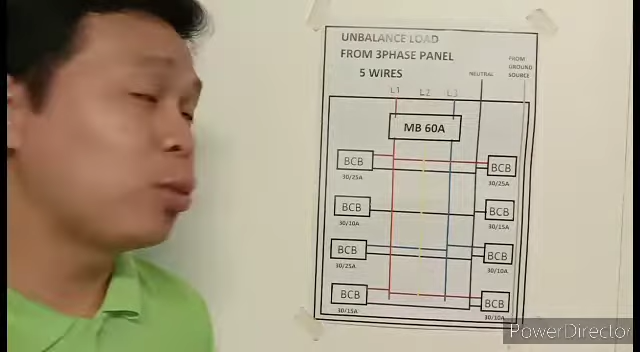 UNBALANCE LOAD
FROM 3PHASE PANEL
5 WIRES
NEUTRAL
FROM
GROUND
SOURCE
L1 L2 L3
MB 60A
BCB
30/25A
BCB
30/25A
BCB
30/10A
BCB
30/15A
BCB
30/25A
BCB
30/10A
BCB
30/15A
BCB
30/10A
PowerDirector